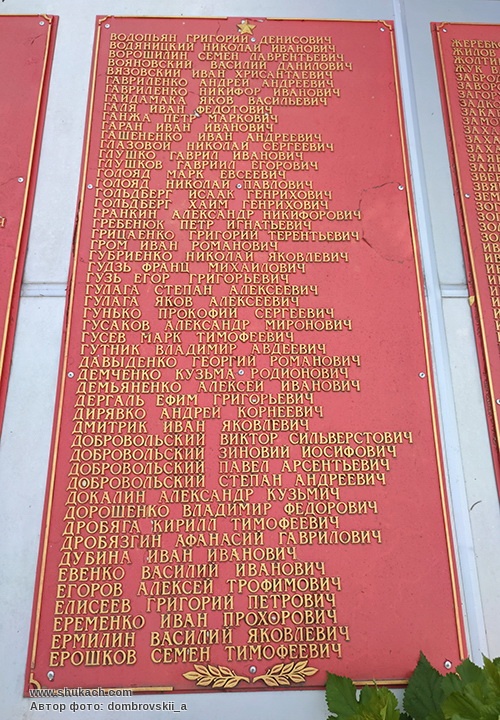 ВОДОПЬЯН ГРИГОРИЙ ДЕНИСОВИЧ
ВОДЯНИЦКИЙ НИКОЛАЙ ИВАНОВИЧ
ВОРОШИЛИН СЕМЕН ЛАВРЕНТЬЕВИЧ
ВОЯНОВСКИЙ ВАСИЛИЙ ДАНИЛОВИЧ
ВЯЗОВСКИЙ ИВАН ХРИСАНТАЕВИЧ
ГАВРИЛЕНКО АНДРЕЙ АНДРЕЕВИЧ
ГАВРИЛЕНКО НИКИФОР ИВАНОВИЧ
ГАЙДАМАКА ЯКОВ ВАСИЛЬЕВИЧ
ГАЛЯ ИВАН ФЕДОТОВИЧ
ГАНЖА ПЕТР МАРКОВИЧ
ГАРАН ИВАН ИВАНОВИЧ
ГАШЕНЕНКО ИВАН АНДРЕЕВИЧ
ГЛАЗОВОЙ НИКОЛАЙ СЕРГЕЕВИЧ
ГЛУШКО ГАВРИЛ ИВАНОВИЧ
ГЛУШКОВ ГАВРИИЛ ЕГОРОВИЧ
ГОЛОЯД МАРК ЕВСЕЕВИЧ
ГОЛОЯД НИКОЛАЙ ПАВЛОВИЧ
ГОЛЬДБЕРГ ИСААК ГЕНРИХОВИЧ
ГОЛЬДБЕРГ ХАИМ ГЕНРИХОВИЧ
ГРАНКИН АЛЕКСАНДР НИКИФОРОВИЧ
ГРЕБЕНЮК ПЕТР ИГНАТЬЕВИЧ
ГРИЦАЕНКО ГРИГОРИЙ ТЕРЕНТЬЕВИЧ
ГРОМ ИВАН РОМАНОВИЧ
ГУБРИЕНКО НИКОЛАЙ ЯКОВЛЕВИЧ
ГУДЗЬ ФРАНЦ МИХАЙЛОВИЧ
ГУЗЬ ЕГОР ГРИГОРЬЕВИЧ
ГУЛАГА СТЕПАН АЛЕКСЕЕВИЧ
ГУЛАГА ЯКОВ АЛЕКСЕЕВИЧ
ГУНЬКО ПРОКОФИЙ СЕРГЕЕВИЧ
ГУСАКОВ АЛЕКСАНДР МИРОНОВИЧ
ГУСЕВ МАРК ТИМОФЕЕВИЧ
ГУТНИК ВЛАДИМИР АВДЕЕВИЧ
ДАВЫДЕНКО ГЕОРГИЙ РОМАНОВИЧ
ДЕМЧЕНКО КУЗЬМА РОДИОНОВИЧ
ДЕМЬЯНЕНКО АЛЕКСЕЙ ИВАНОВИЧ
ДЕРГАЛЬ ЕФИМ ГРИГОРЬЕВИЧ
ДИРЯВКО АНДРЕЙ КОРНЕЕВИЧ
ДМИТРИК ИВАН ЯКОВЛЕВИЧ
ДОБРОВОЛЬСКИЙ ВИКТОР СИЛЬВЕРСТОВИЧ
ДОБРОВОЛЬСКИЙ ЗИНОВИЙ ИОСИФОВИЧ
ДОБРОВОЛЬСКИЙ ПАВЕЛ АРСЕНТЬЕВИЧ
ДОБРОВОЛЬСКИЙ СТЕПАН АНДРЕЕВИЧ
ДОКАЛИН АЛЕКСАНДР КУЗЬМИЧ
ДОРОШЕНКО ВЛАДИМИР ФЕДОРОВИЧ
ДРОБЯГА КИРИЛЛ ТИМОФЕЕВИЧ
ДРОБЯЗГИН АФАНАСИЙ ГАВРИЛОВИЧ
ДУБИНА ИВАН ИВАНОВИЧ
ЕВЕНКО ВАСИЛИЙ ИВАНОВИЧ
ЕГОРОВ АЛЕКСЕЙ ТРОФИМОВИЧ
ЕЛИСЕЕВ ГРИГОРИЙ ПЕТРОВИЧ
ЕРЕМЕНКО ИВАН ПРОХОРОВИЧ
ЕРМИЛИН ВАСИЛИЙ ЯКОВЛЕВИЧ
ЕРОШКОВ СЕМЕН ТИМОФЕЕВИЧ
www.shukach.com
Автор фото: dombrovskii_a